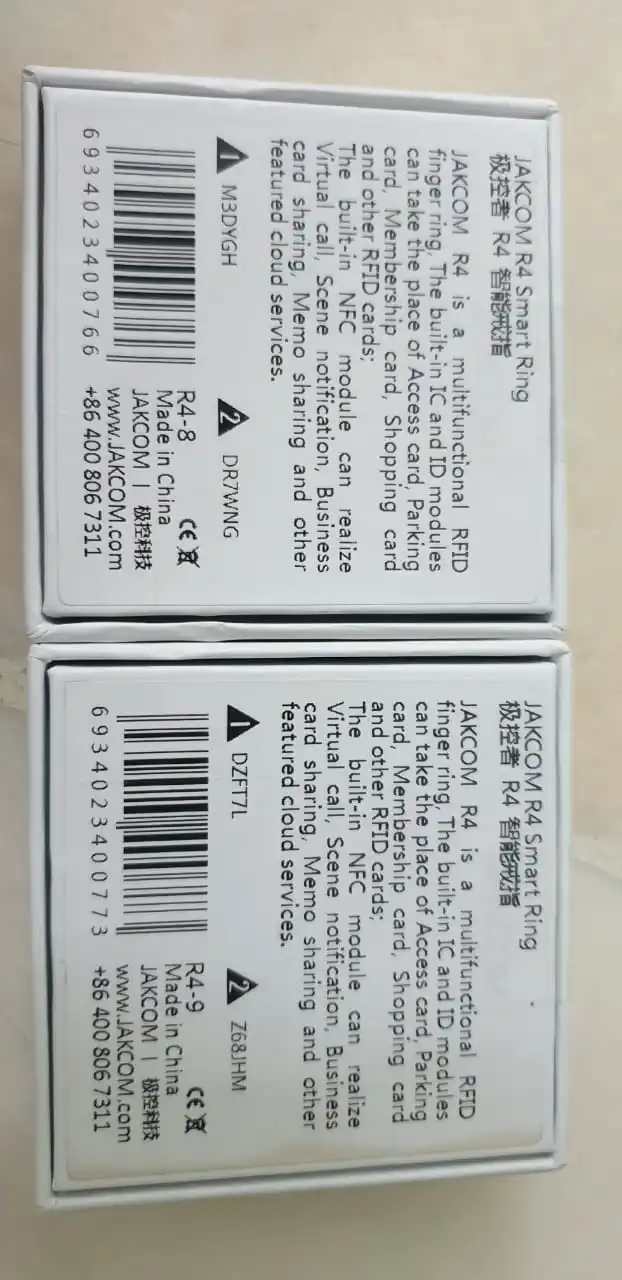 JAKCOM R4 Smart Ring
极控者 R4 智能戒指
JAKCOM R4 is a multifunctional RFID
finger ring, The built-in IC and ID modules
can take the place of Access card, Parking
card, Membership card, Shopping card
and other RFID cards;
The built-in NFC module can realize
Virtual call, Scene notification, Business
card sharing, Memo sharing and other
featured cloud services.
1 M3DYGH
2 DR7WNG
6934023400766
R4-8
Made in China
JAKCOM | 极控科技
www.JAKCOM.com
+86 400 806 7311
CE
JAKCOM R4 Smart Ring
极控者 R4 智能戒指
JAKCOM R4 is a multifunctional RFID
finger ring, The built-in IC and ID modules
can take the place of Access card, Parking
card, Membership card, Shopping card
and other RFID cards;
The built-in NFC module can realize
Virtual call, Scene notification, Business
card sharing, Memo sharing and other
featured cloud services.
1 DZFT7L
2 Z68JHM
6934023400773
R4-9
Made in China
JAKCOM | 极控科技
www.JAKCOM.com
+86 400 806 7311
CE